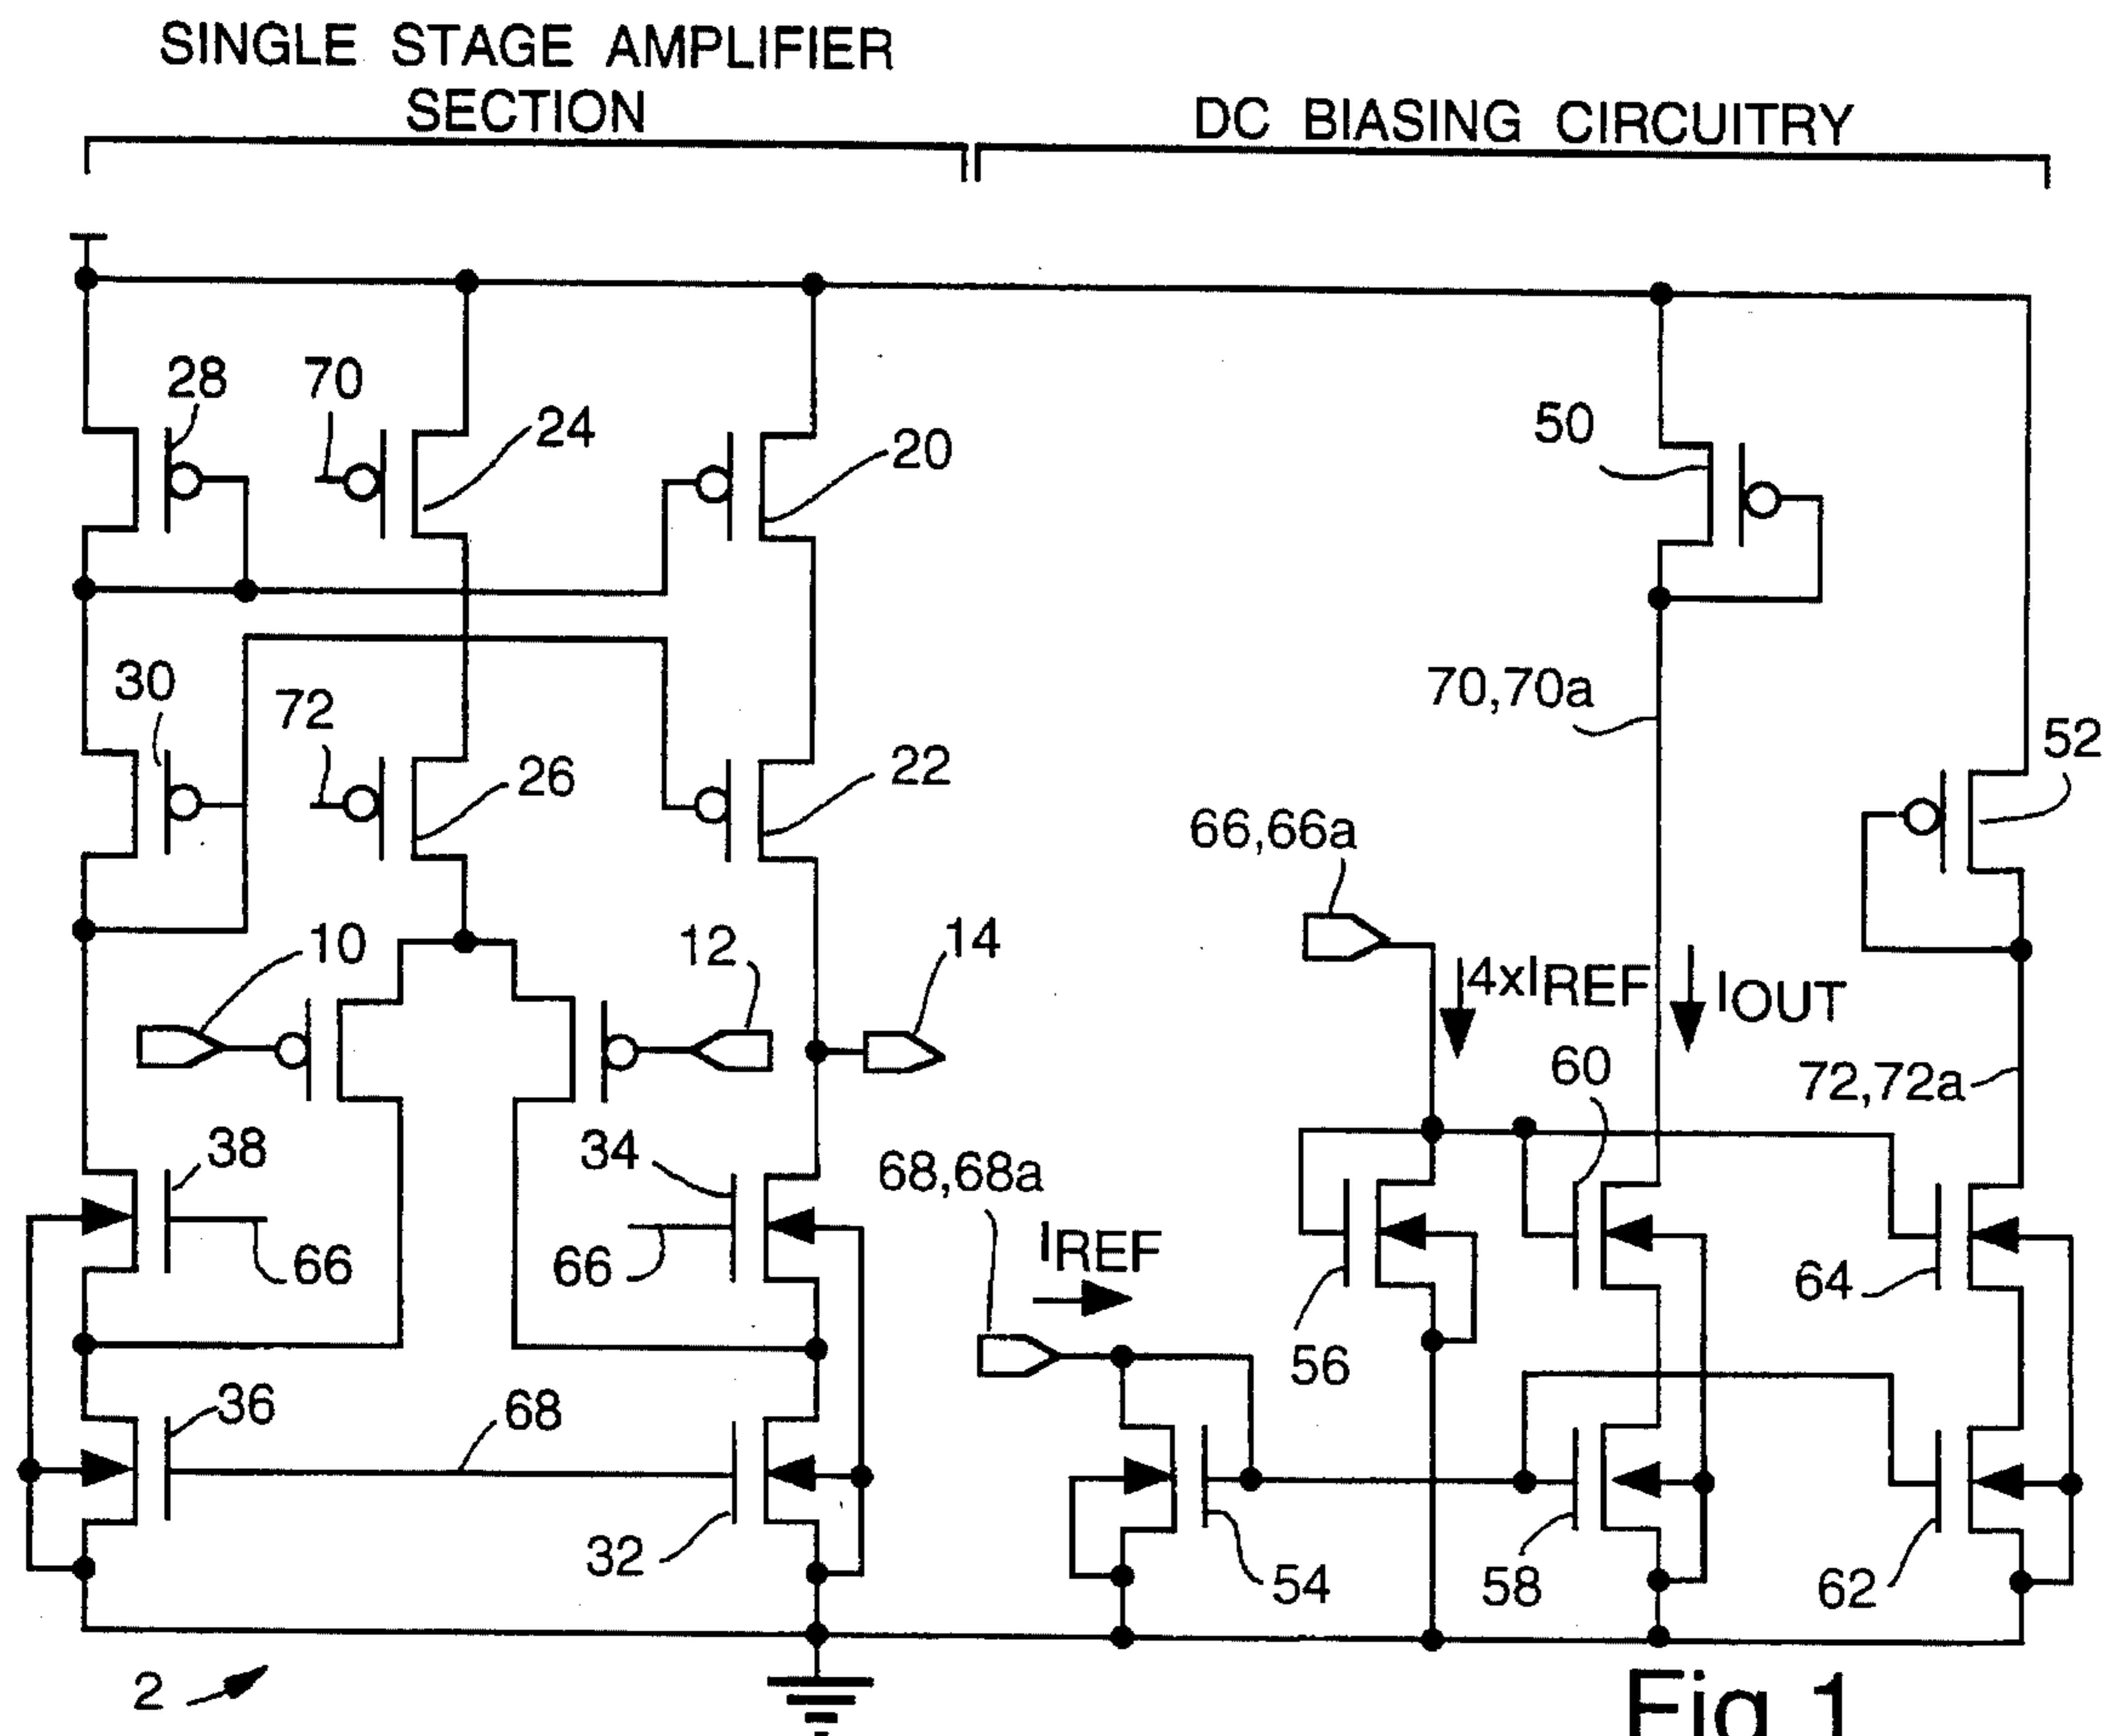 SINGLE STAGE AMPLIFIER
SECTION
DC BIASING CIRCUITRY
28
70
24
20
50
30
72
26
22
70,70a
52
66,66a
10
12
14
4xIREF
IOUT
60
72,72a
38
34
68,68a
66
66
IREF
64
56
36
68
32
54
58
62
2
Fig 1